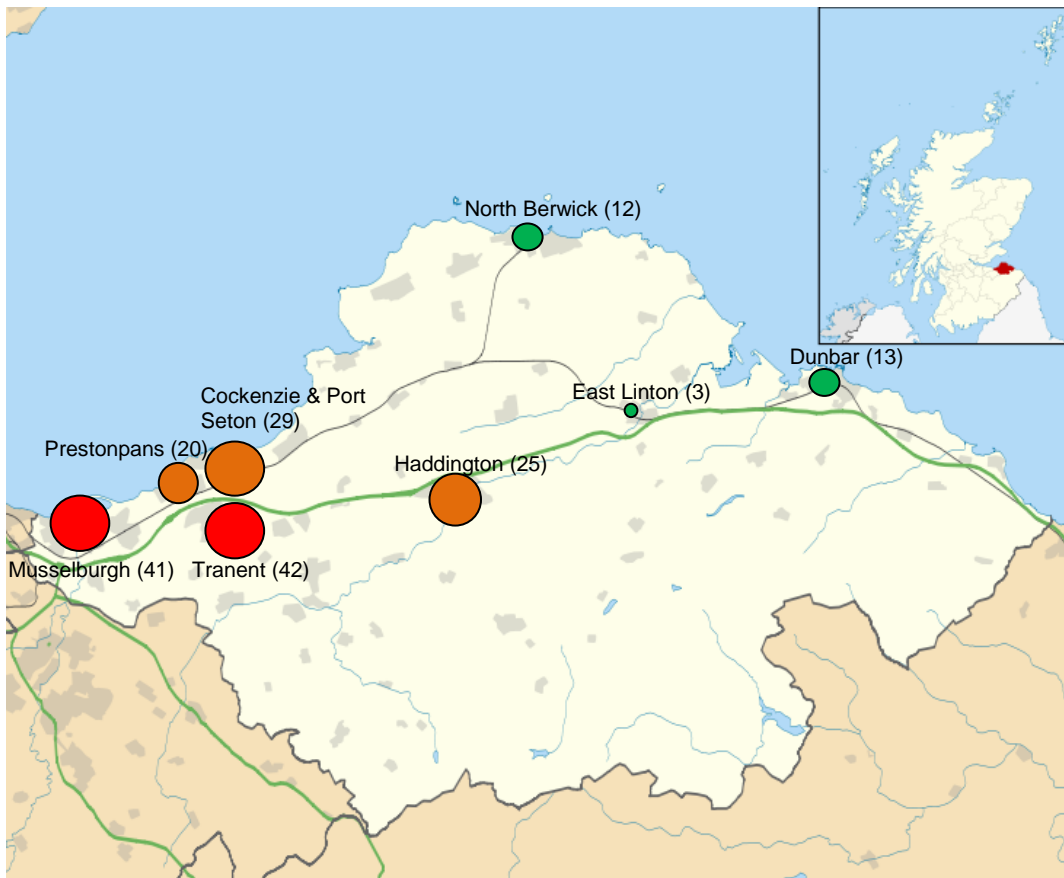 North Berwick (12)
Dunbar (13)
East Linton (3)
Cockenzie & Port
Seton (29)
Prestonpans (20)
Haddington (25)
Musselburgh (41)
Tranent (42)